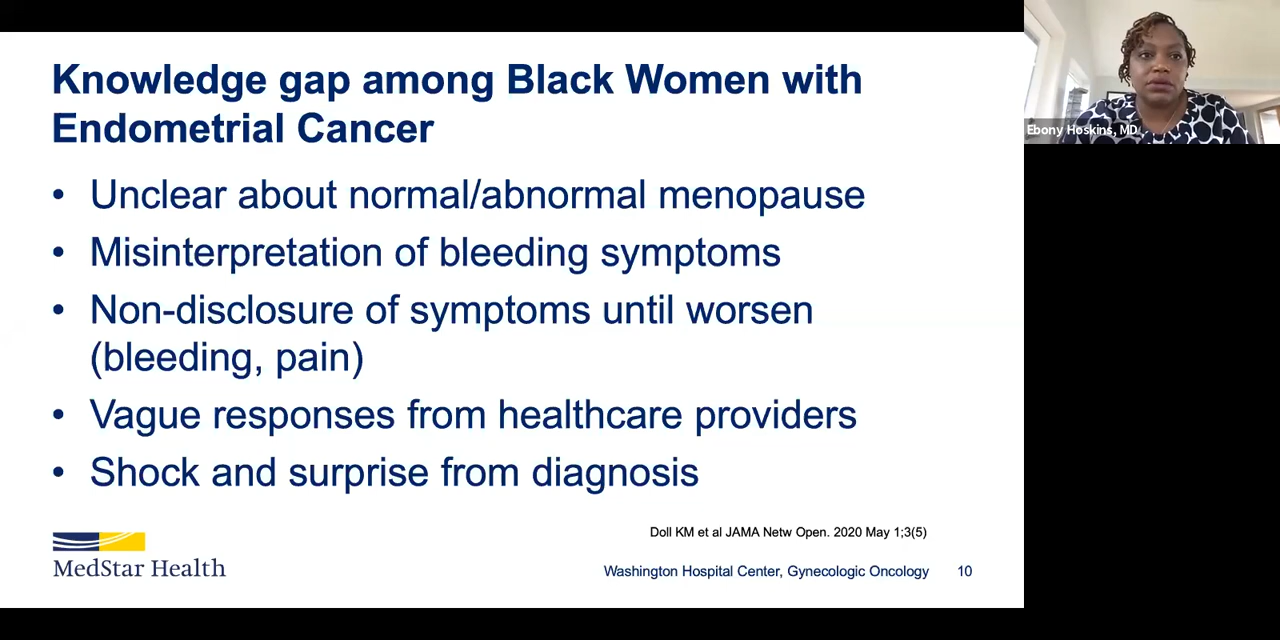 Knowledge gap among Black Women with
Endometrial Cancer
• Unclear about normal/abnormal menopause
• Misinterpretation of bleeding symptoms
• Non-disclosure of symptoms until worsen
(bleeding, pain)
• Vague responses from healthcare providers
• Shock and surprise from diagnosis
Doll KM et al JAMA Netw Open. 2020 May 1;3(5)
MedStar Health
Washington Hospital Center, Gynecologic Oncology 10
Ebony Hoskins, MD